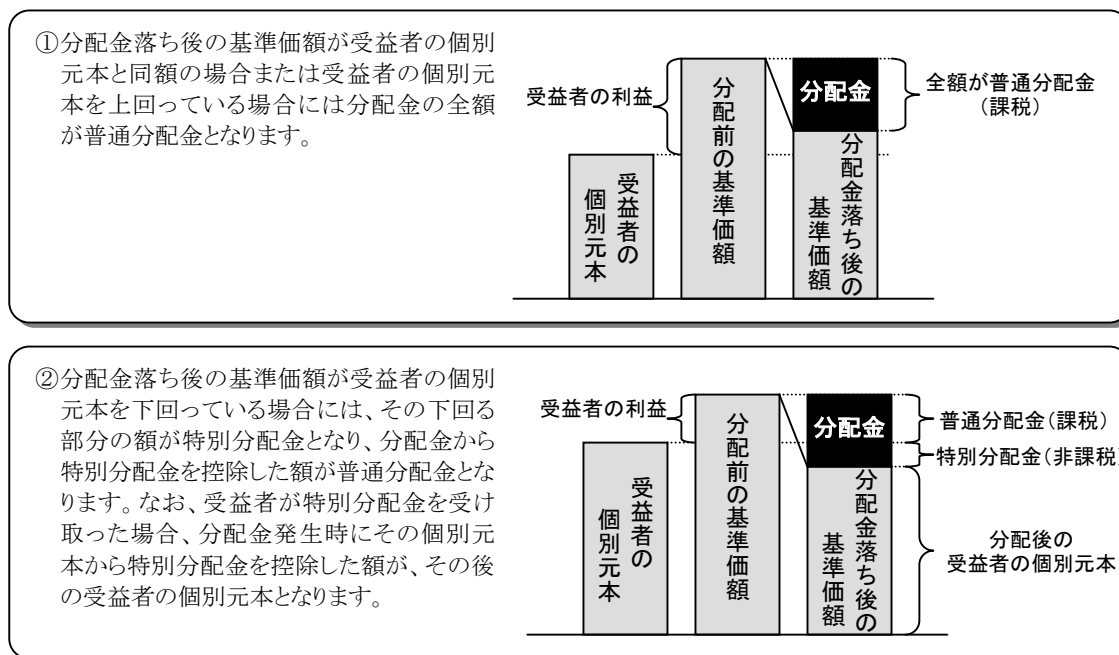 ①分配金落ち後の基準価額が受益者の個別
元本と同額の場合または受益者の個別元
本を上回っている場合には分配金の全額
が普通分配金となります。
受益者の利益
受益者の
個別元本
分配前の基準価額
分配金
分配金落ち後の
基準価額
全額が普通分配金
(課税)
②分配金落ち後の基準価額が受益者の個別
元本を下回っている場合には、その下回る
部分の額が特別分配金となり、分配金から
特別分配金を控除した額が普通分配金とな
ります。なお、受益者が特別分配金を受け
取った場合、分配金発生時にその個別元
本から特別分配金を控除した額が、その後
の受益者の個別元本となります。
受益者の利益
受益者の
個別元本
分配前の基準価額
分配金
分配金落ち後の
基準価額
普通分配金(課税)
特別分配金(非課税)
分配後の
受益者の個別元本